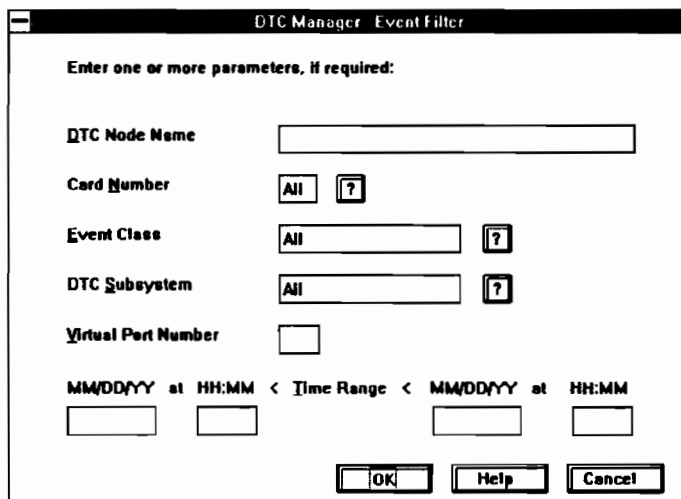 DTC Manager Event Filter
Enter one or more parameters, if required:
DTC Node Name
Card Number All ?
Event Class All ?
DTC Subsystem All ?
Virtual Port Number
MM/DD/YY at HH:MM < Time Range < MM/DD/YY at HH:MM
OK Help Cancel